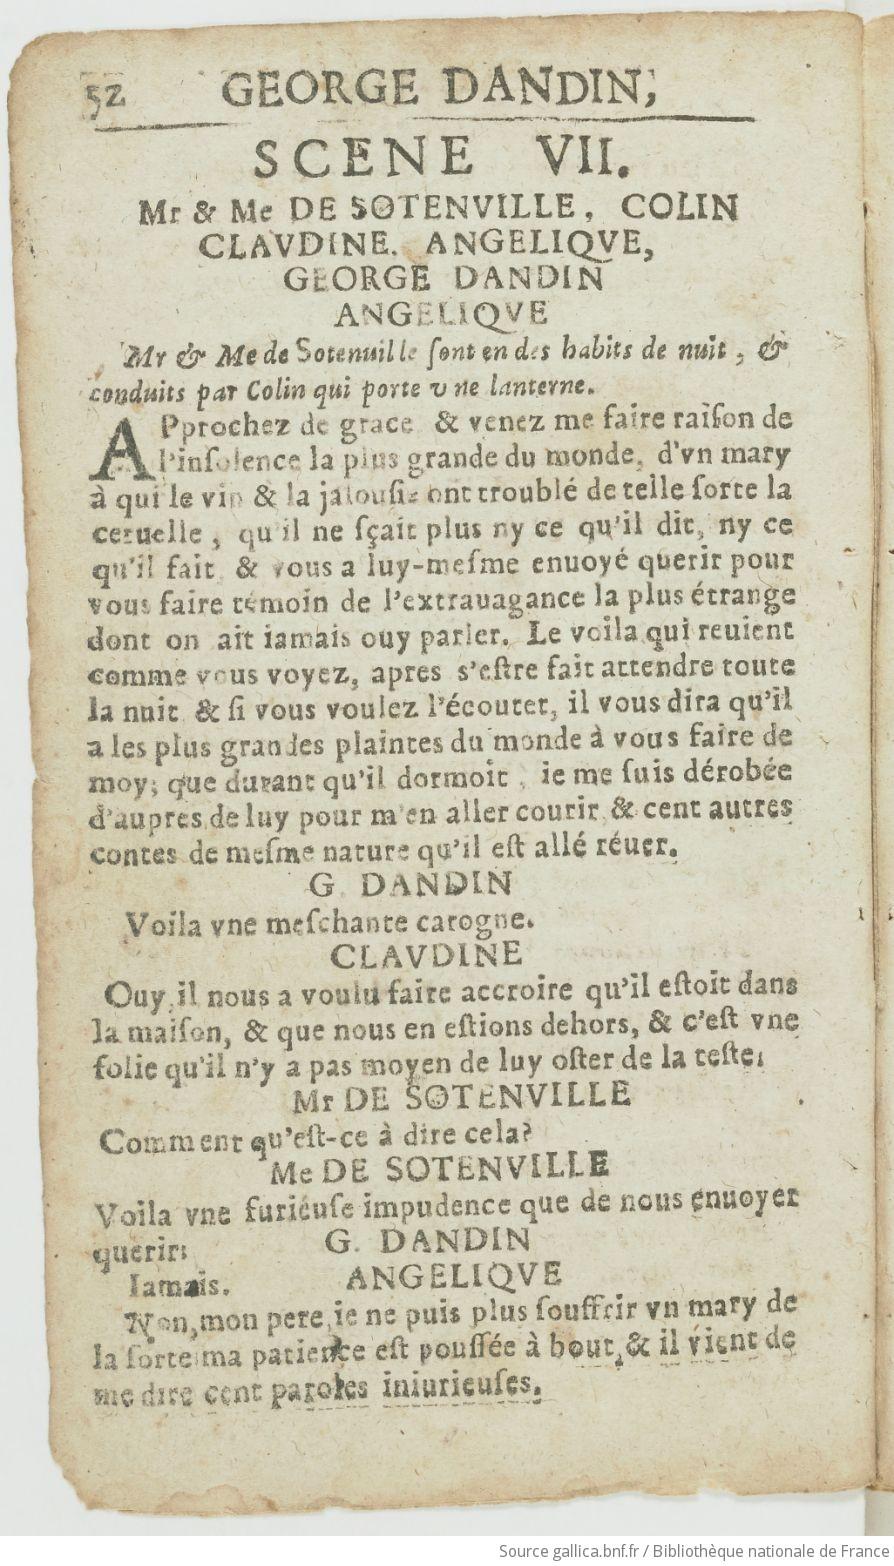 52 GEORGE DANDIN,
SCENE VII.
Mr & Me DE SOTENVILLE, COLIN
CLAVDINE. ANGELIQVE,
GEORGE DANDIN
ANGELIQVE
Mr & Me de Sotenuille ſont en des habits de nuit, &
conduits par Colin qui porte vne lanterne.
APprochez de grace & venez me faire raiſon de
l'inſolence la plus grande du monde, d'vn mary
à qui le vin & la jalouſie ont troublé de telle ſorte la
ceruelle, qu'il ne ſçait plus ny ce qu'il dit, ny ce
qu'il fait & vous a luy-meſme enuoyé querir pour
vous faire témoin de l'extrauagance la plus étrange
dont on ait iamais ouy parler. Le voila qui reuient
comme vous voyez, apres s'eſtre fait attendre toute
la nuit & ſi vous voulez l'écouter, il vous dira qu'il
a les plus grandes plaintes du monde à vous faire de
moy; que durant qu'il dormoit, ie me ſuis dérobée
d'aupres de luy pour m'en aller courir & cent autres
contes de meſme nature qu'il eſt allé réuer.
G DANDIN
Voila vne meſchante carogne.
CLAVDINE
Ouy, il nous a voulu faire accroire qu'il eſtoit dans
la maiſon, & que nous en eſtions dehors, & c'eſt vne
folie qu'il n'y a pas moyen de luy oſter de la teſte.
Mr DE SOTENVILLE
Comment qu'eſt-ce à dire cela?
Me DE SOTENVILLE
Voila vne furieuſe impudence que de nous enuoyer
querir.
G. DANDIN
Iamais.
ANGELIQVE
Non, mon pere, ie ne puis plus ſouffrir vn mary de
la ſorte ma patience eſt pouſſée à bout, & il vient de
me dire cent paroles iniurieuſes.
Source gallica.bnf.fr / Bibliothèque nationale de France